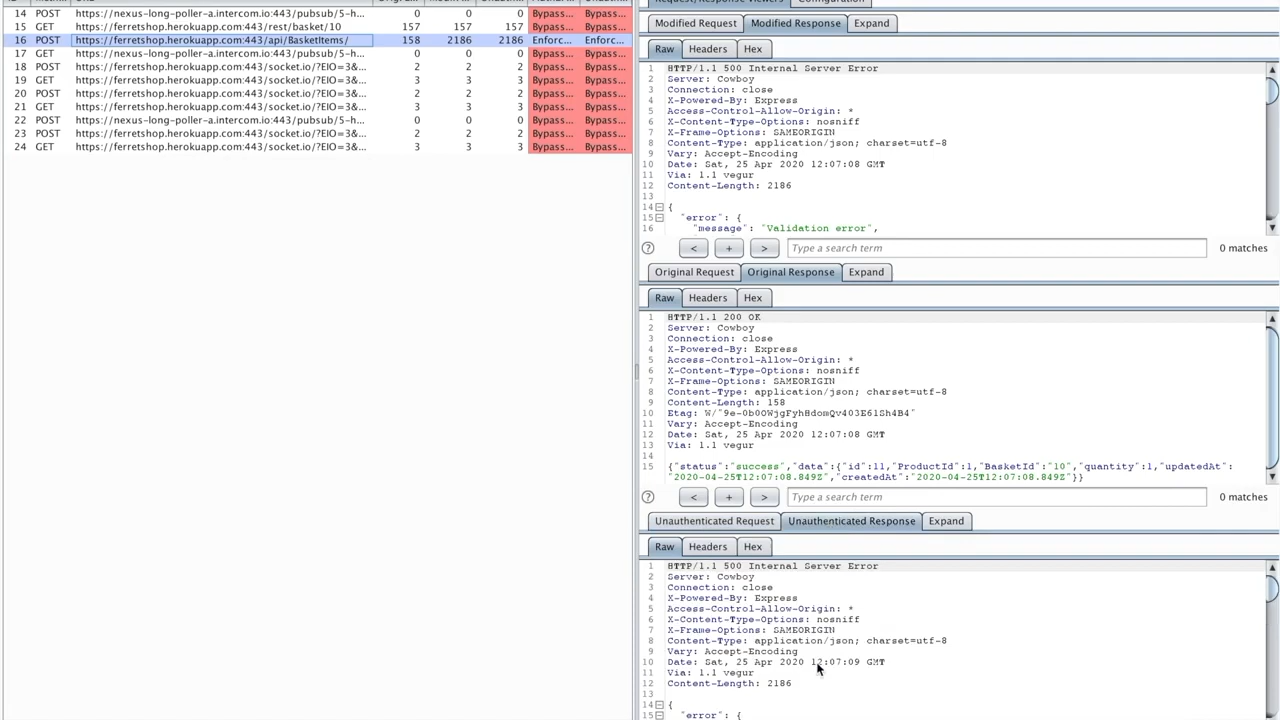 Modified Request Modified Response Expand
14 POST https://nexus-long-poller-a.intercom.io:443/pubsub/5-h... 0 0 0 Bypass... Bypass...
15 GET https://ferretshop.herokuapp.com:443/rest/basket/10 157 157 157 Bypass... Bypass...
16 POST https://ferretshop.herokuapp.com:443/api/BasketItems/ 158 2186 2186 Enforc... Enforc...
17 GET https://nexus-long-poller-a.intercom.io:443/pubsub/5-h... 0 0 0 Bypass... Bypass...
18 POST https://ferretshop.herokuapp.com:443/socket.io/?EIO=3&... 2 2 2 Bypass... Bypass...
19 GET https://ferretshop.herokuapp.com:443/socket.io/?EIO=3&... 3 3 3 Bypass... Bypass...
20 POST https://ferretshop.herokuapp.com:443/socket.io/?EIO=3&... 2 2 2 Bypass... Bypass...
21 GET https://ferretshop.herokuapp.com:443/socket.io/?EIO=3&... 3 3 3 Bypass... Bypass...
22 POST https://nexus-long-poller-a.intercom.io:443/pubsub/5-h... 0 0 0 Bypass... Bypass...
23 POST https://ferretshop.herokuapp.com:443/socket.io/?EIO=3&... 2 2 2 Bypass... Bypass...
24 GET https://ferretshop.herokuapp.com:443/socket.io/?EIO=3&... 3 3 3 Bypass... Bypass...
Raw Headers Hex
1 HTTP/1.1 500 Internal Server Error
2 Server: Cowboy
3 Connection: close
4 X-Powered-By: Express
5 Access-Control-Allow-Origin: *
6 X-Content-Type-Options: nosniff
7 X-Frame-Options: SAMEORIGIN
8 Content-Type: application/json; charset=utf-8
9 Vary: Accept-Encoding
10 Date: Sat, 25 Apr 2020 12:07:08 GMT
11 Via: 1.1 vegur
12 Content-Length: 2186
13
14 {
15 "error": {
16 "message": "Validation error",
? < + > Type a search term 0 matches
Original Request Original Response Expand
Raw Headers Hex
1 HTTP/1.1 200 OK
2 Server: Cowboy
3 Connection: close
4 X-Powered-By: Express
5 Access-Control-Allow-Origin: *
6 X-Content-Type-Options: nosniff
7 X-Frame-Options: SAMEORIGIN
8 Content-Type: application/json; charset=utf-8
9 Content-Length: 158
10 Etag: W/"9e-0b0OWjgFyhHdomQv403E61Sh4B4"
11 Vary: Accept-Encoding
12 Date: Sat, 25 Apr 2020 12:07:08 GMT
13 Via: 1.1 vegur
14
15 {"status":"success","data":{"id":11,"ProductId":1,"BasketId":"10","quantity":1,"updatedAt":
"2020-04-25T12:07:08.849Z","createdAt":"2020-04-25T12:07:08.849Z"}}
? < + > Type a search term 0 matches
Unauthenticated Request Unauthenticated Response Expand
Raw Headers Hex
1 HTTP/1.1 500 Internal Server Error
2 Server: Cowboy
3 Connection: close
4 X-Powered-By: Express
5 Access-Control-Allow-Origin: *
6 X-Content-Type-Options: nosniff
7 X-Frame-Options: SAMEORIGIN
8 Content-Type: application/json; charset=utf-8
9 Vary: Accept-Encoding
10 Date: Sat, 25 Apr 2020 12:07:09 GMT
11 Via: 1.1 vegur
12 Content-Length: 2186
13
14 {
15 "error": {